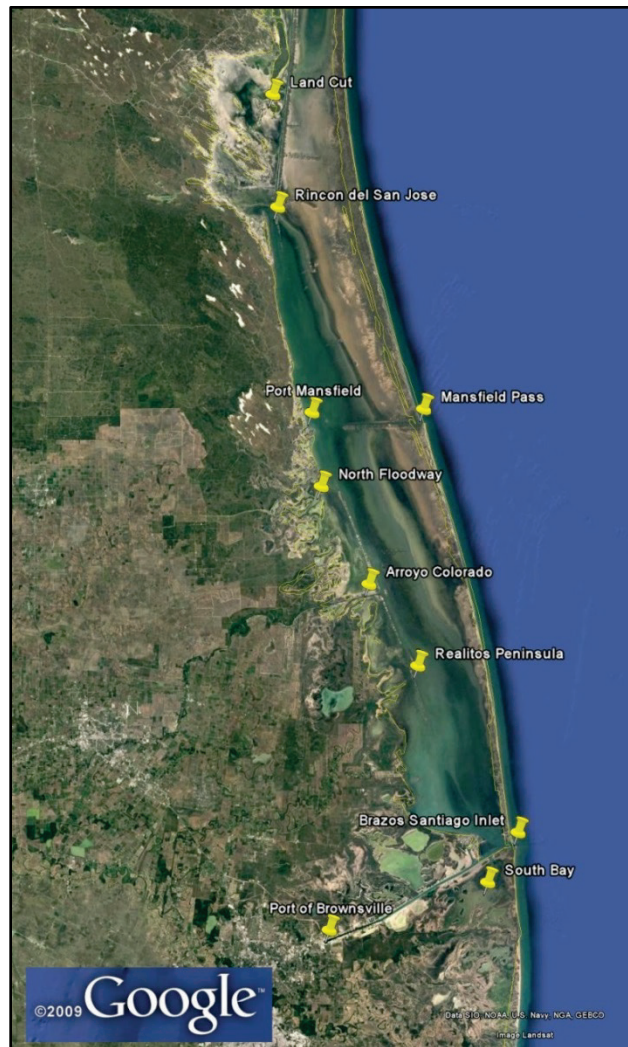 Land Cut
Rincon del San Jose
Port Mansfield
Mansfield Pass
North Floodway
Arroyo Colorado
Realitos Peninsula
Brazos Santiago Inlet
South Bay
Port of Brownsville
©2009 Google™
Data SIO, NOAA, U.S. Navy, NGA, GEBCO
Image Landsat